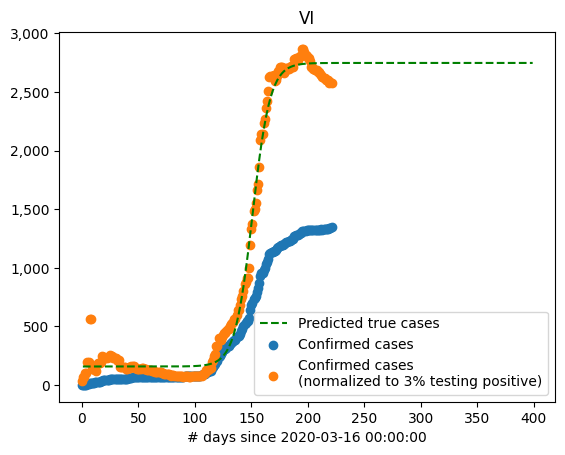 VI
3,000
2,500
2,000
1,500
1,000
500
0
0 50 100 150 200 250 300 350 400
# days since 2020-03-16 00:00:00
Predicted true cases
Confirmed cases
Confirmed cases
(normalized to 3% testing positive)